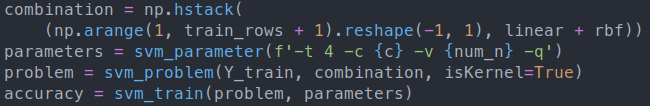 combination = np.hstack(
    (np.arange(1, train_rows + 1).reshape(-1, 1), linear + rbf))
parameters = svm_parameter(f'-t 4 -c {c} -v {num_n} -q')
problem = svm_problem(Y_train, combination, isKernel=True)
accuracy = svm_train(problem, parameters)